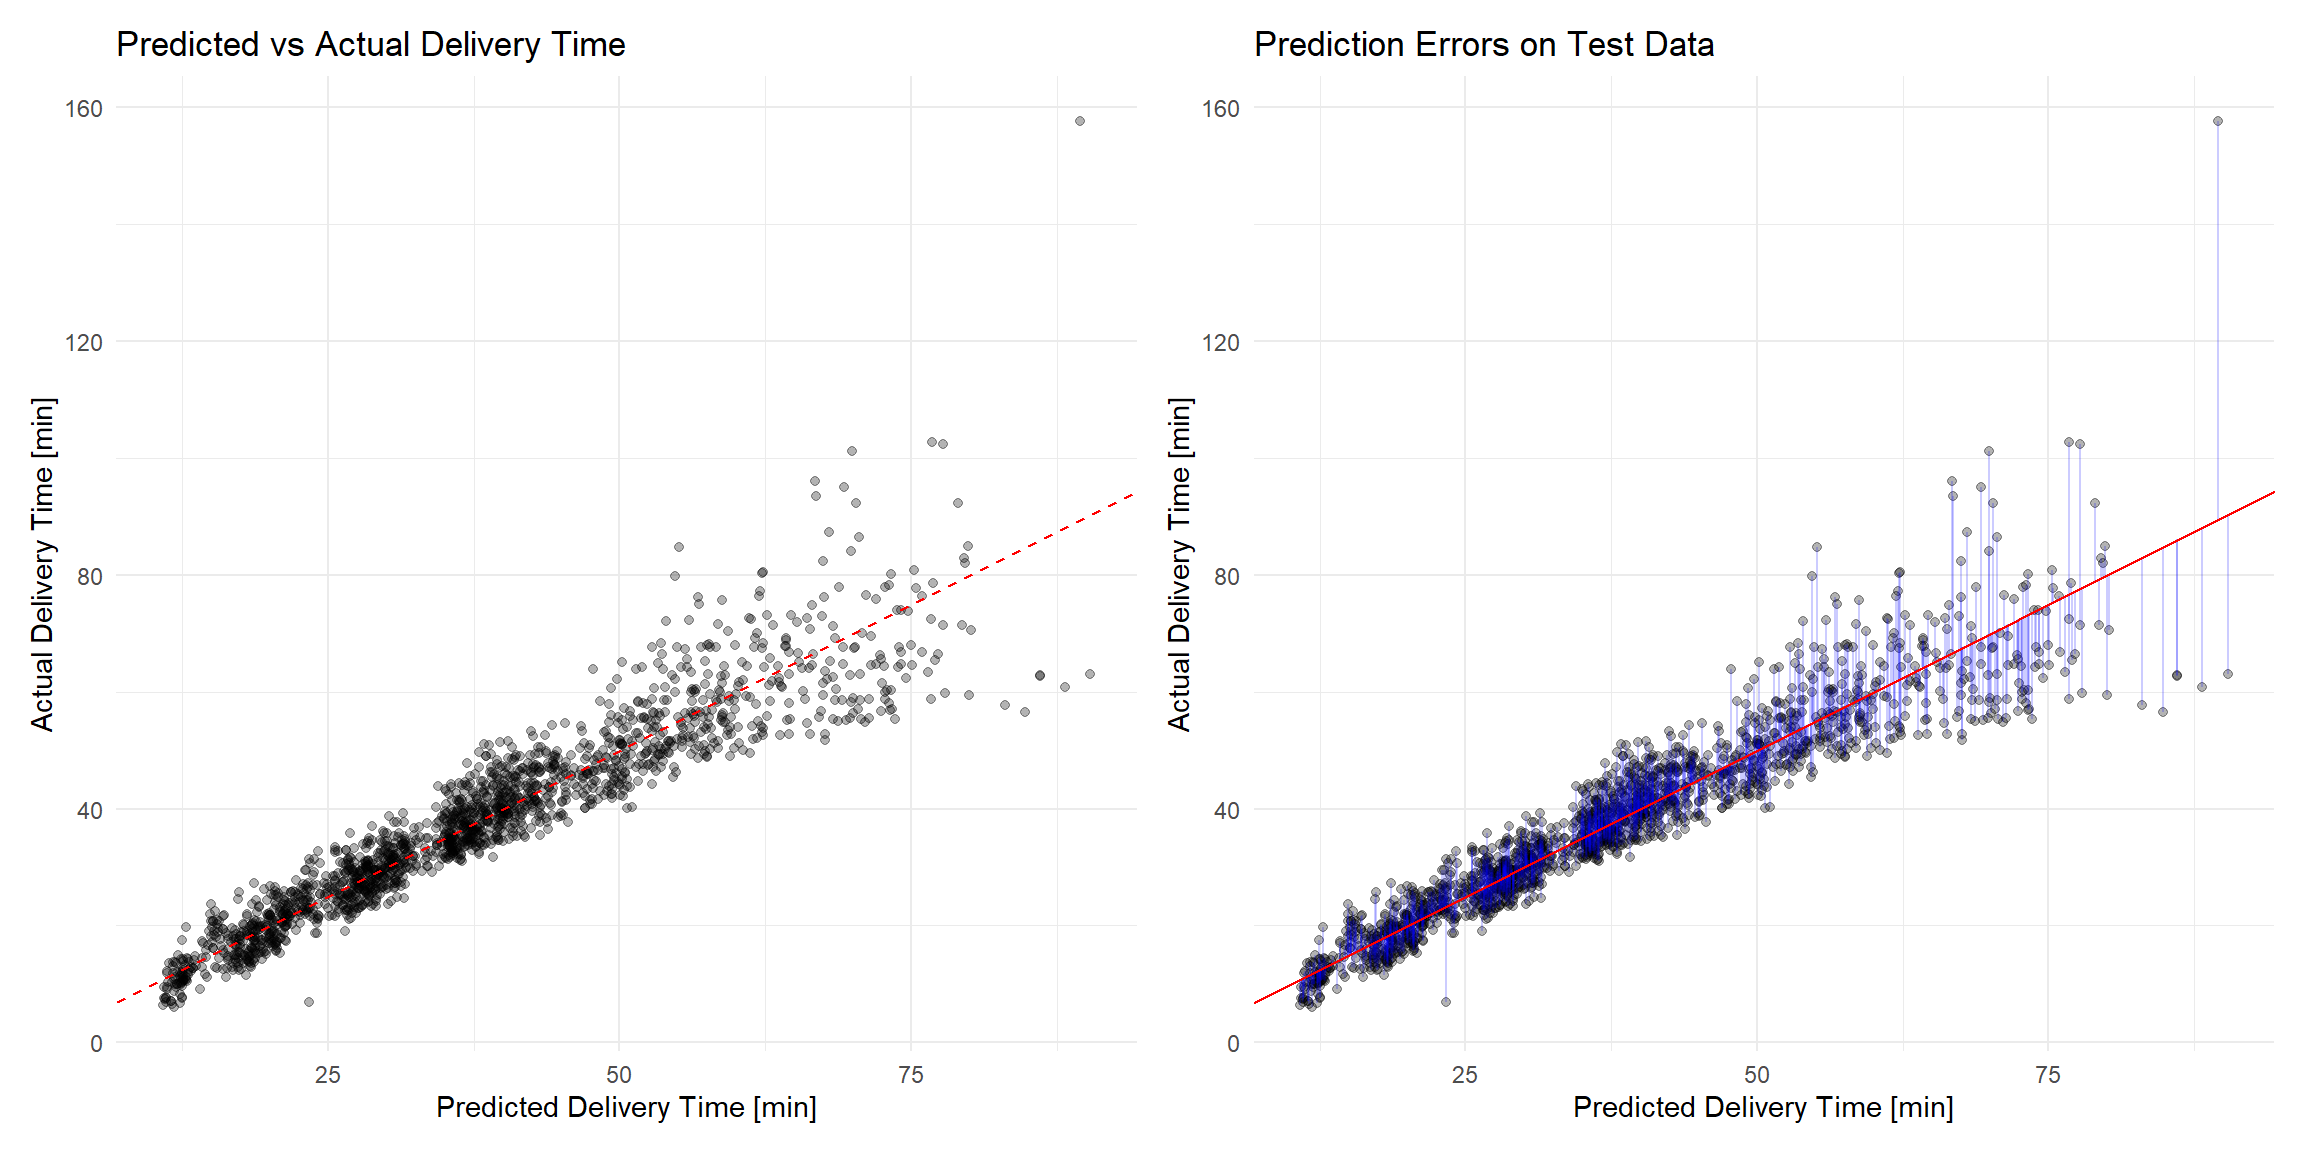 Predicted vs Actual Delivery Time
160
120
80
40
0
Actual Delivery Time [min]
25 50 75
Predicted Delivery Time [min]
Prediction Errors on Test Data
160
120
80
40
0
Actual Delivery Time [min]
25 50 75
Predicted Delivery Time [min]